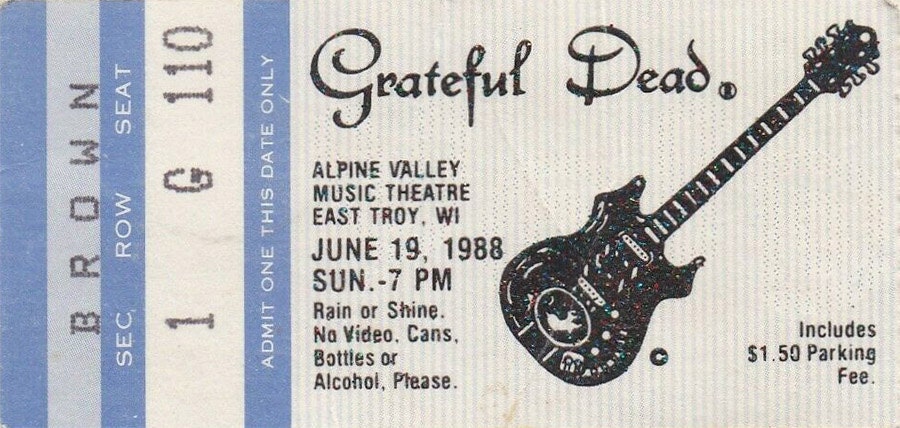 BROWN
SEC. ROW SEAT
1 G 110
ADMIT ONE THIS DATE ONLY
Grateful Dead®
ALPINE VALLEY
MUSIC THEATRE
EAST TROY, WI
JUNE 19, 1988
SUN.-7 PM
Rain or Shine.
No Video, Cans,
Bottles or
Alcohol, Please.
©
Includes
$1.50 Parking
Fee.